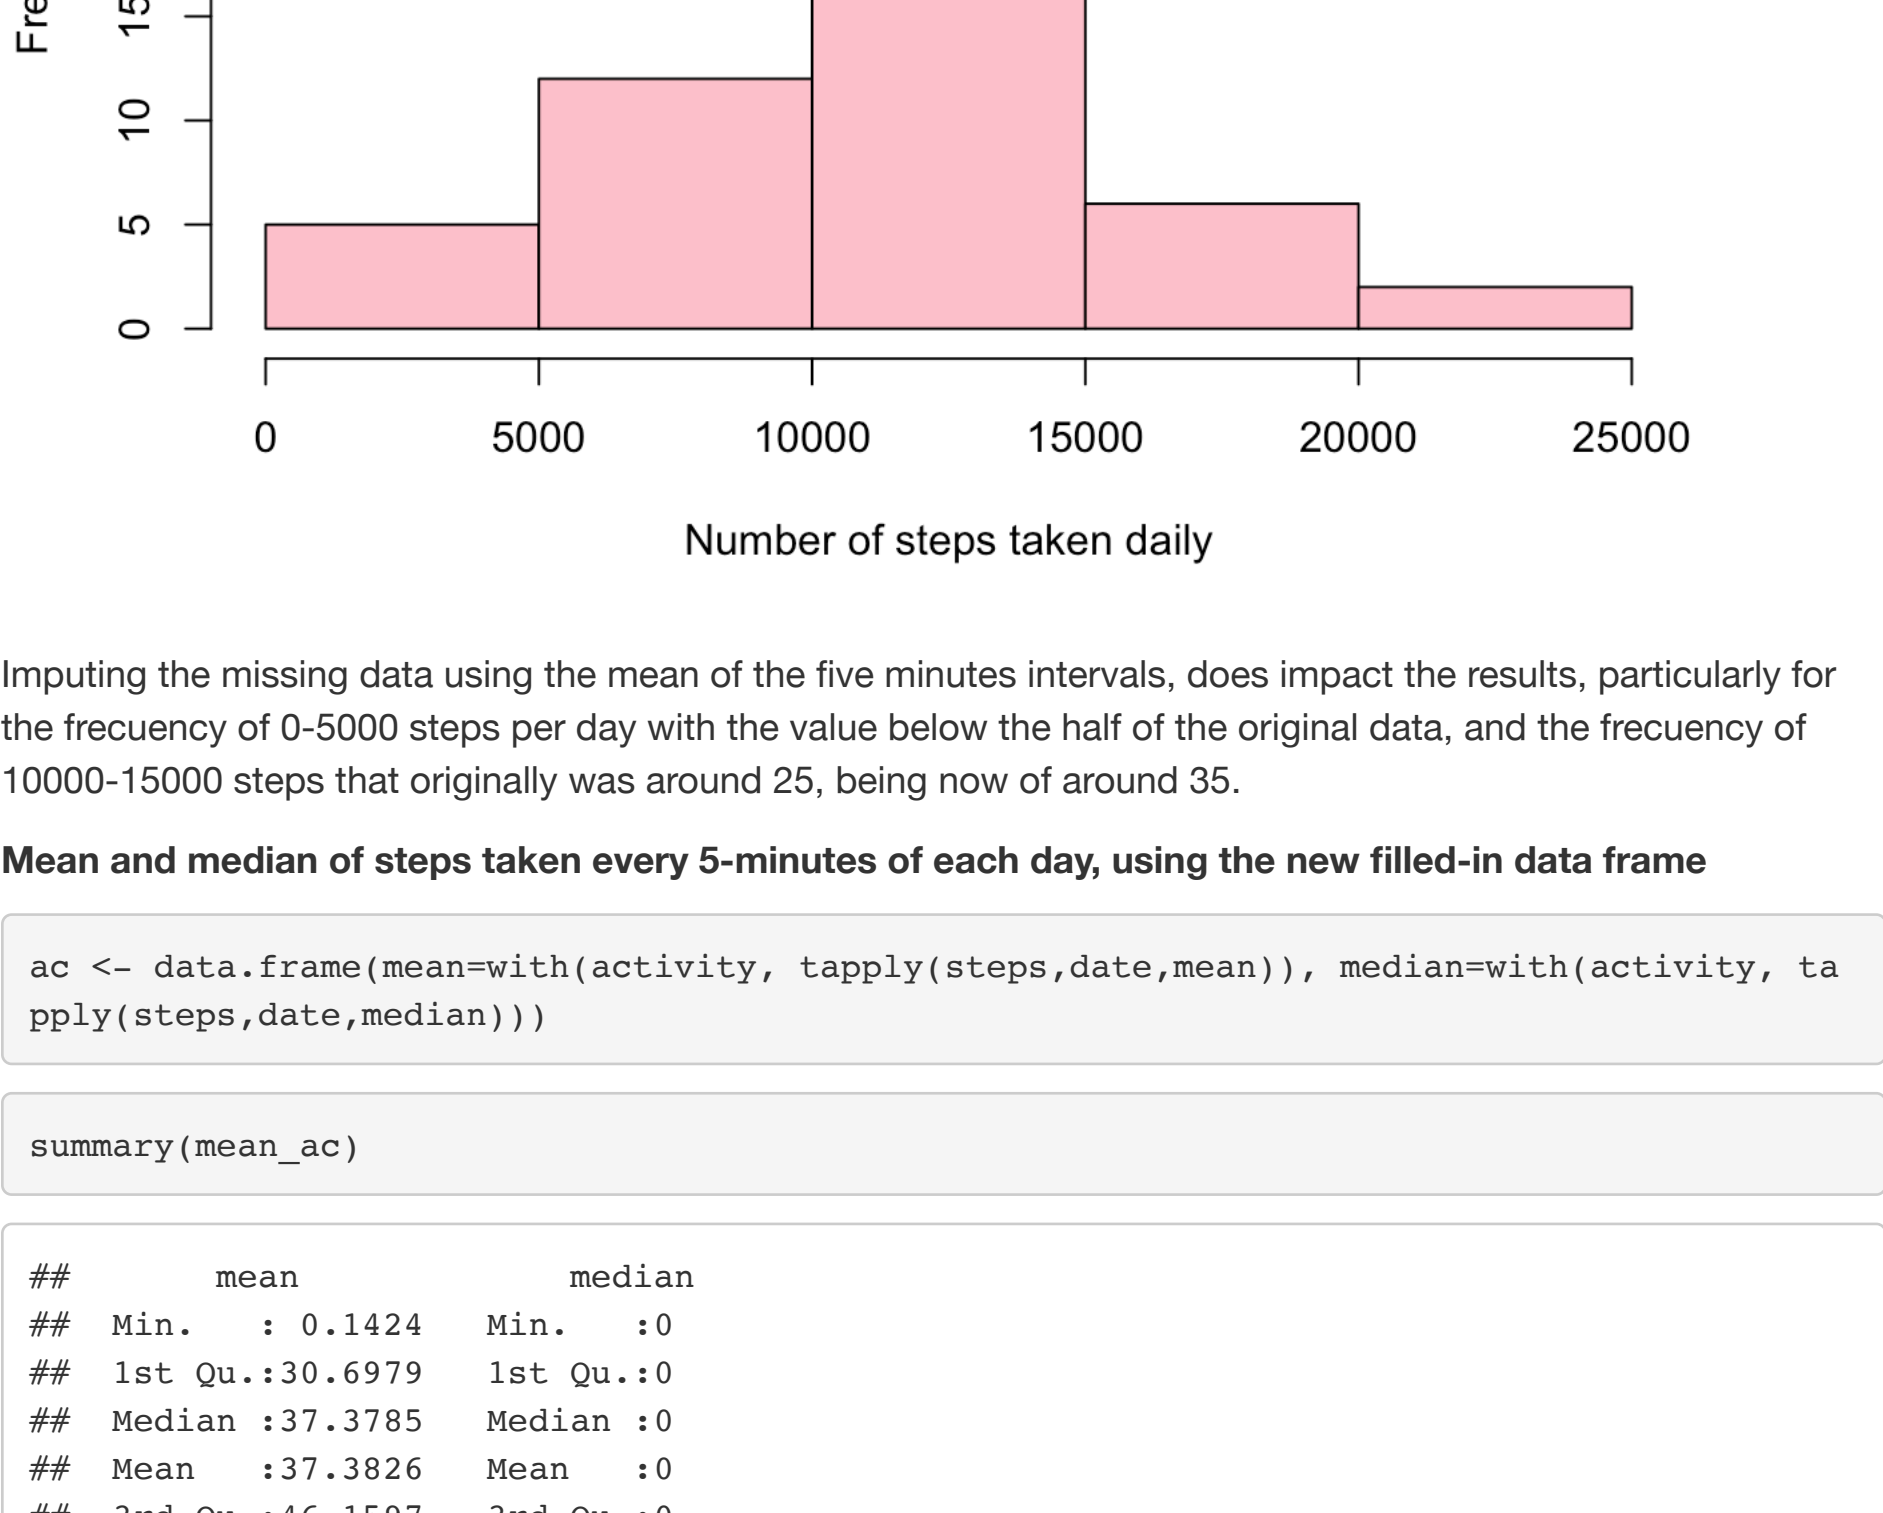 Fre
15
10
5
0
0 5000 10000 15000 20000 25000
Number of steps taken daily
Imputing the missing data using the mean of the five minutes intervals, does impact the results, particularly for
the frecuency of 0-5000 steps per day with the value below the half of the original data, and the frecuency of
10000-15000 steps that originally was around 25, being now of around 35.
Mean and median of steps taken every 5-minutes of each day, using the new filled-in data frame
ac <- data.frame(mean=with(activity, tapply(steps,date,mean)), median=with(activity, ta
pply(steps,date,median)))
summary(mean_ac)
##       mean             median
##  Min.   : 0.1424   Min.   :0
##  1st Qu.:30.6979   1st Qu.:0
##  Median :37.3785   Median :0
##  Mean   :37.3826   Mean   :0